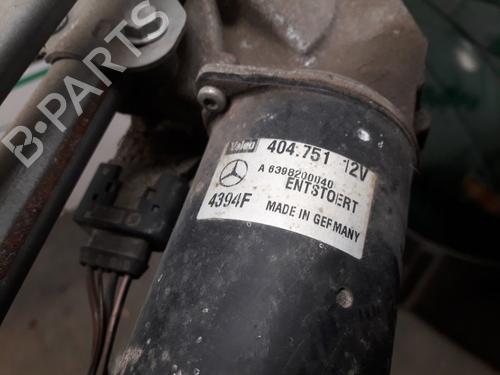 Valeo 404.751 12V
A 6398200040
ENTSTOERT
4394F MADE IN GERMANY
B-PARTS